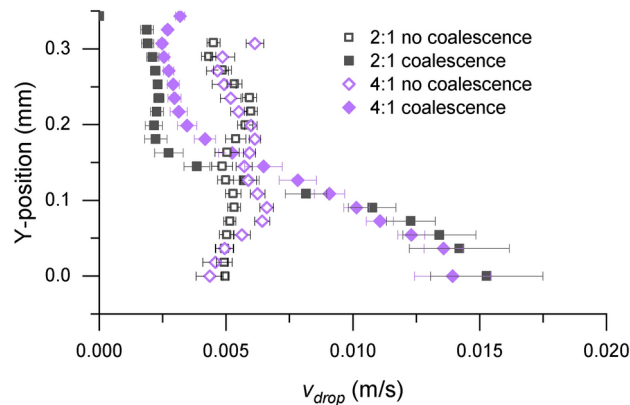 2:1 no coalescence
2:1 coalescence
4:1 no coalescence
4:1 coalescence
Y-position (mm)
0.3
0.2
0.1
0.0
0.000 0.005 0.010 0.015 0.020
v_drop (m/s)